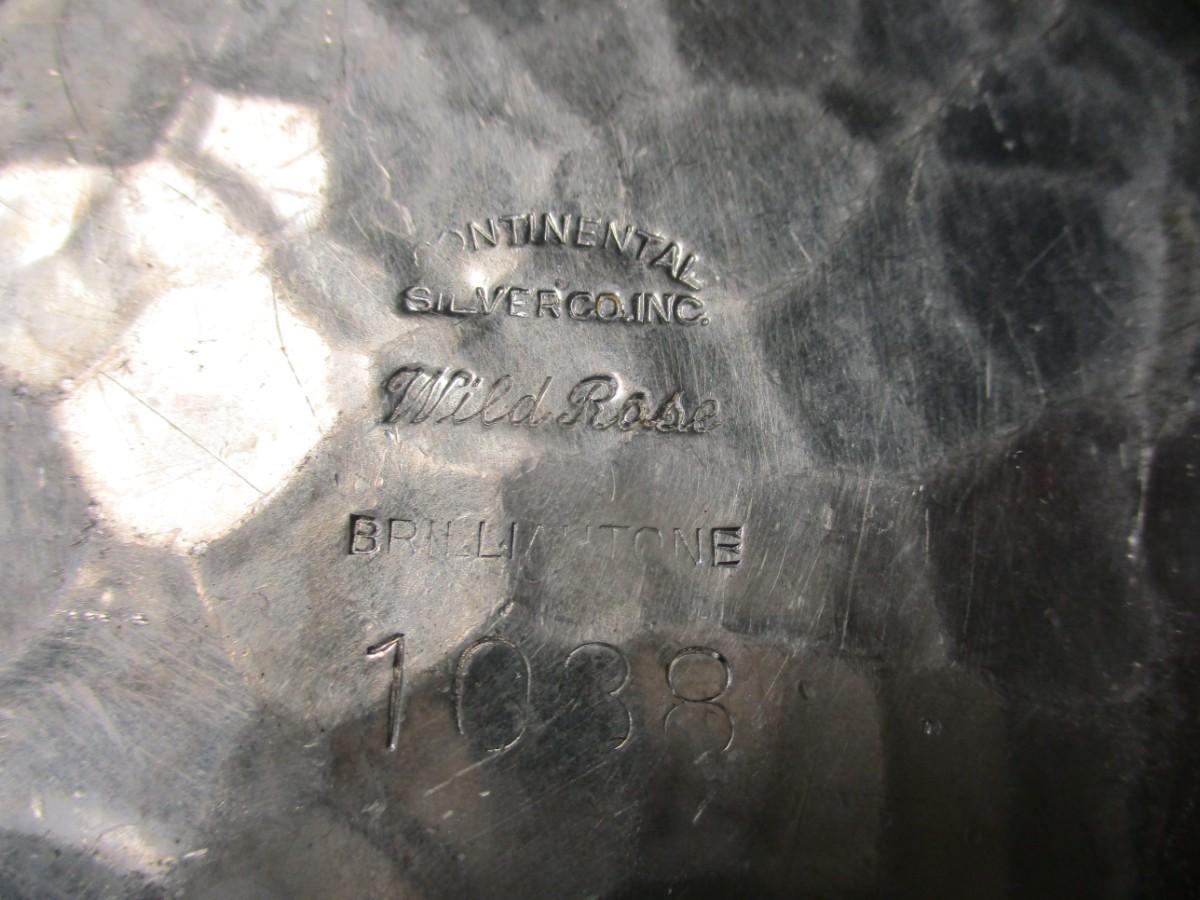 CONTINENTAL
SILVER CO. INC.
Wild Rose
BRILLIANTONE
1038